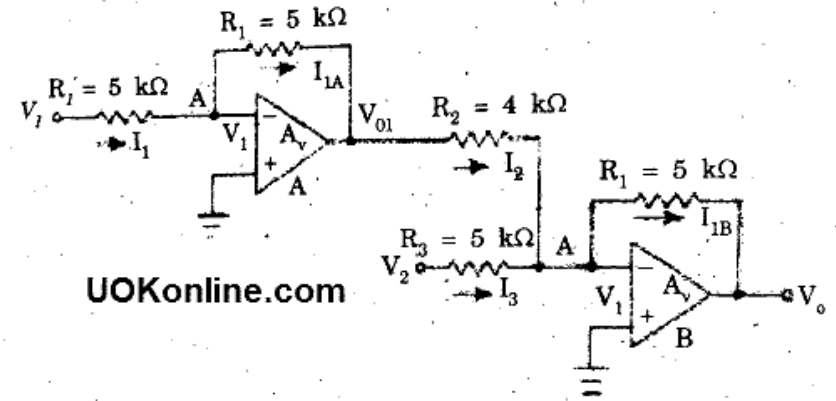 R₁ = 5 kΩ
I₁A
R₁' = 5 kΩ
A
V₁
I₁
V₁
−
Aᵥ
+
A
V₀₁
R₂ = 4 kΩ
I₂
R₁ = 5 kΩ
I₁B
R₃ = 5 kΩ
A
V₂
I₃
V₁
−
Aᵥ
+
B
Vₒ
UOKonline.com